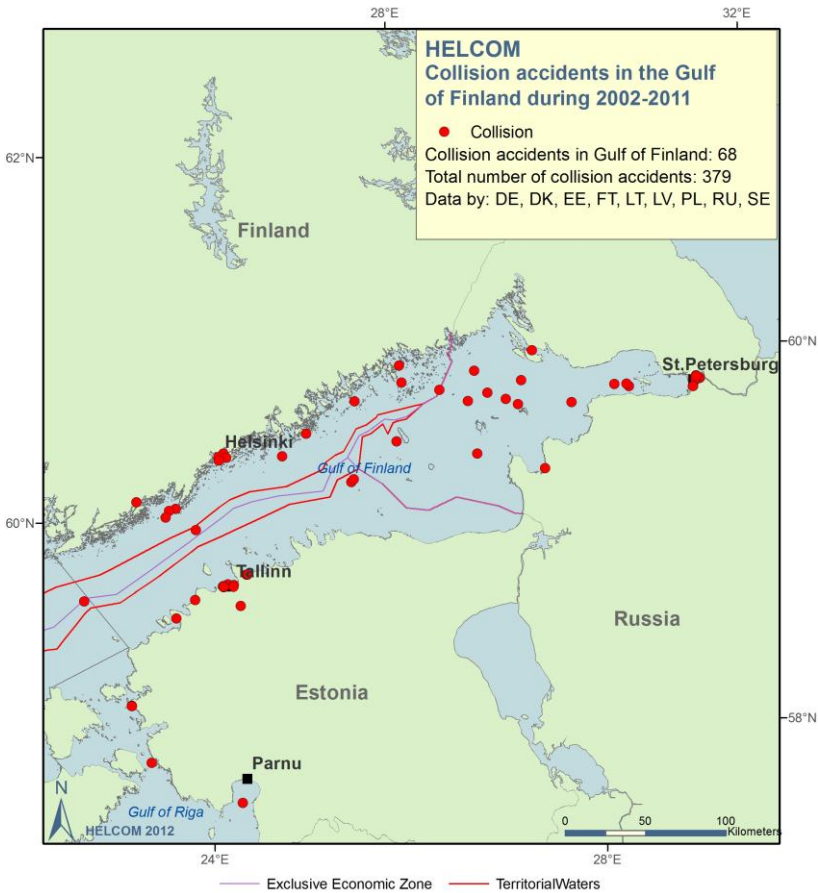 28°E
32°E
HELCOM
Collision accidents in the Gulf
of Finland during 2002-2011
Collision
Collision accidents in Gulf of Finland: 68
Total number of collision accidents: 379
Data by: DE, DK, EE, FT, LT, LV, PL, RU, SE
62°N
Finland
60°N
St.Petersburg
Helsinki
Gulf of Finland
60°N
Tallinn
Russia
Estonia
58°N
Parnu
N
Gulf of Riga
HELCOM 2012
0 50 100
Kilometers
24°E
28°E
Exclusive Economic Zone
TerritorialWaters